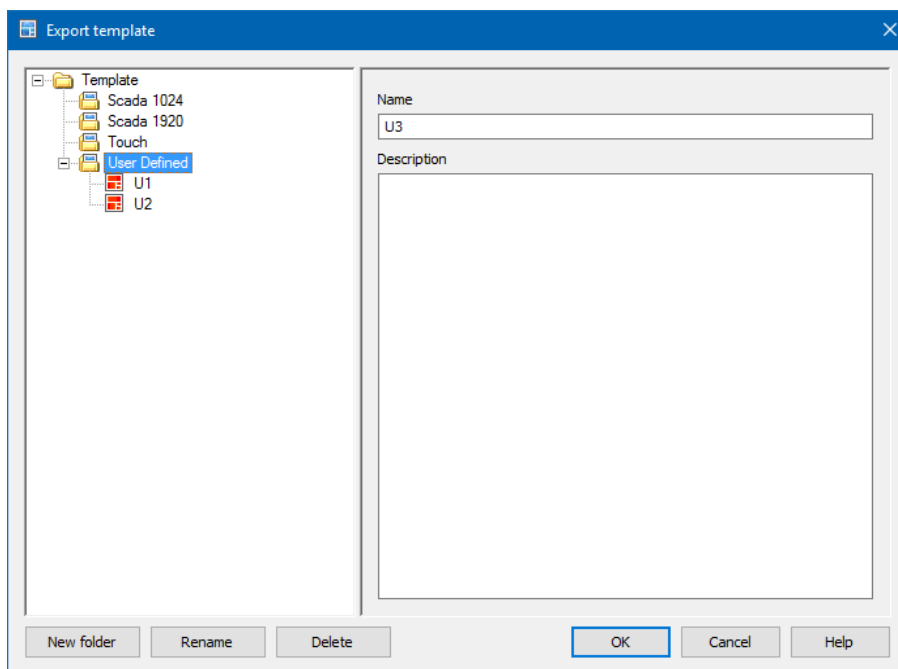 Export template
Template
Scada 1024
Scada 1920
Touch
User Defined
U1
U2
Name
U3
Description
New folder Rename Delete OK Cancel Help